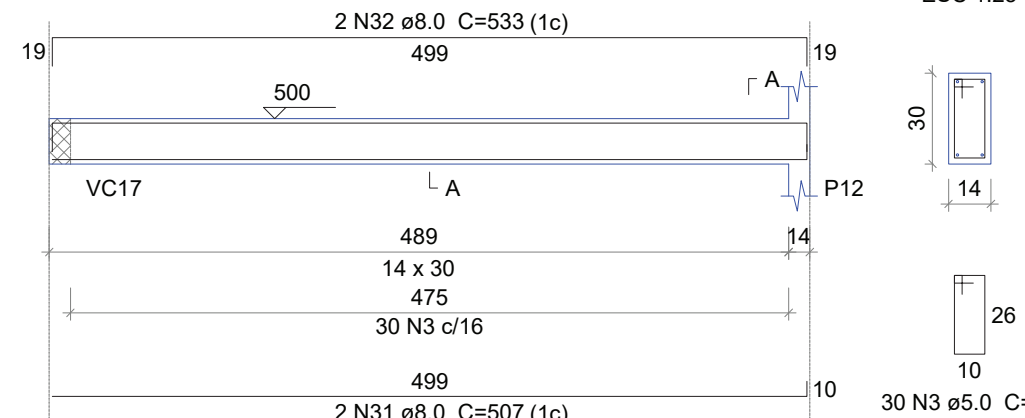 2 N32 ø8.0 C=533 (1c)
19
499
19
A
500
30
VC17
A
P12
14
489
14
14 x 30
475
30 N3 c/16
26
499
10
10
2 N31 ø8.0 C=507 (1c)
30 N3 ø5.0 C=